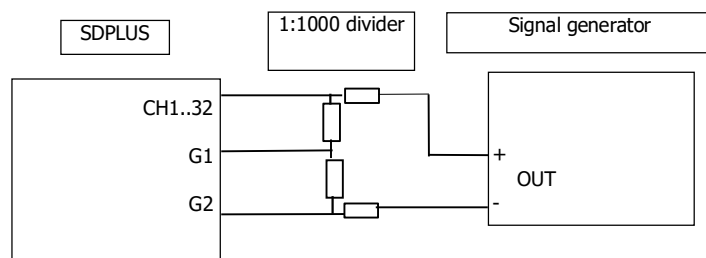 SDPLUS
1:1000 divider
Signal generator
CH1..32
G1
G2
+
OUT
-